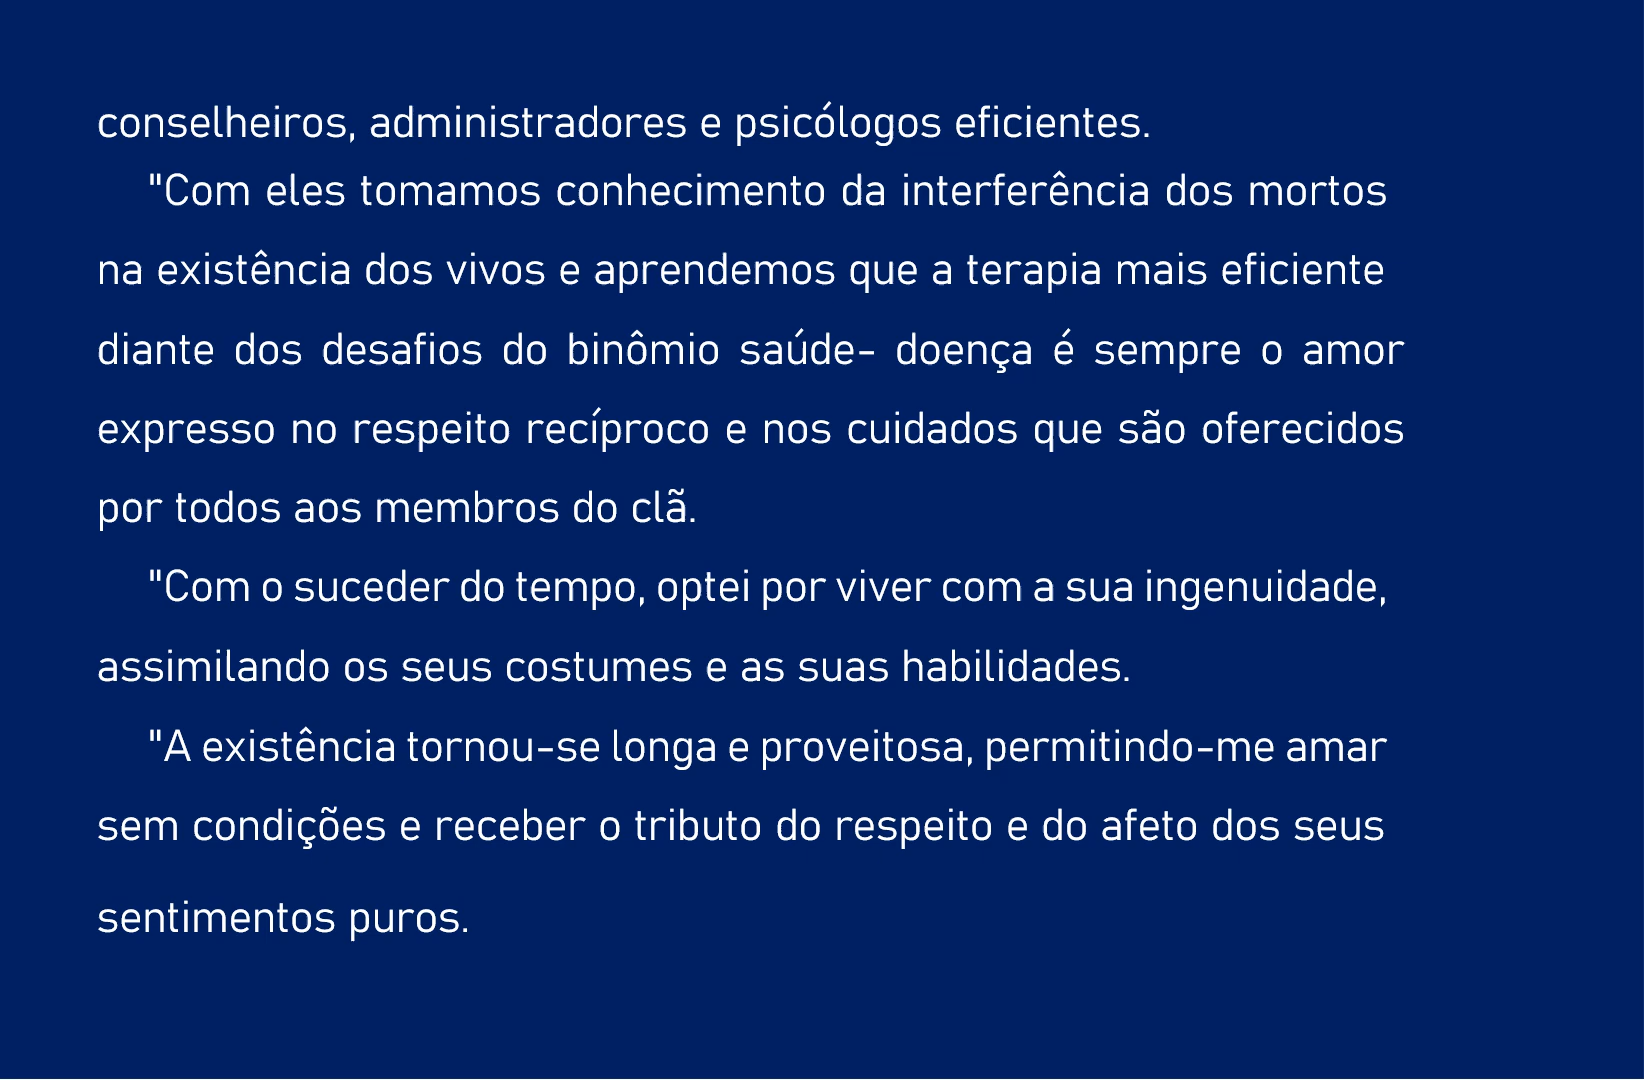 conselheiros, administradores e psicólogos eficientes.
"Com eles tomamos conhecimento da interferência dos mortos
na existência dos vivos e aprendemos que a terapia mais eficiente
diante dos desafios do binômio saúde- doença é sempre o amor
expresso no respeito recíproco e nos cuidados que são oferecidos
por todos aos membros do clã.
"Com o suceder do tempo, optei por viver com a sua ingenuidade,
assimilando os seus costumes e as suas habilidades.
"A existência tornou-se longa e proveitosa, permitindo-me amar
sem condições e receber o tributo do respeito e do afeto dos seus
sentimentos puros.